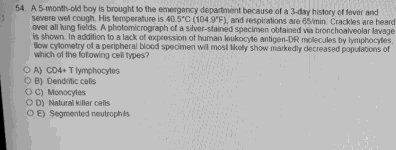 54. A 5-month-old boy is brought to the emergency department because of a 3-day history of fever and
severe wet cough. His temperature is 40.5°C (104.9°F), and respirations are 65/min. Crackles are heard
over all lung fields. A photomicrograph of a silver-stained specimen obtained via bronchoalveolar lavage
is shown. In addition to a lack of expression of human leukocyte antigen-DR molecules by lymphocytes,
flow cytometry of a peripheral blood specimen will most likely show markedly decreased populations of
which of the following cell types?
A) CD4+ T lymphocytes
B) Dendritic cells
C) Monocytes
D) Natural killer cells
E) Segmented neutrophils